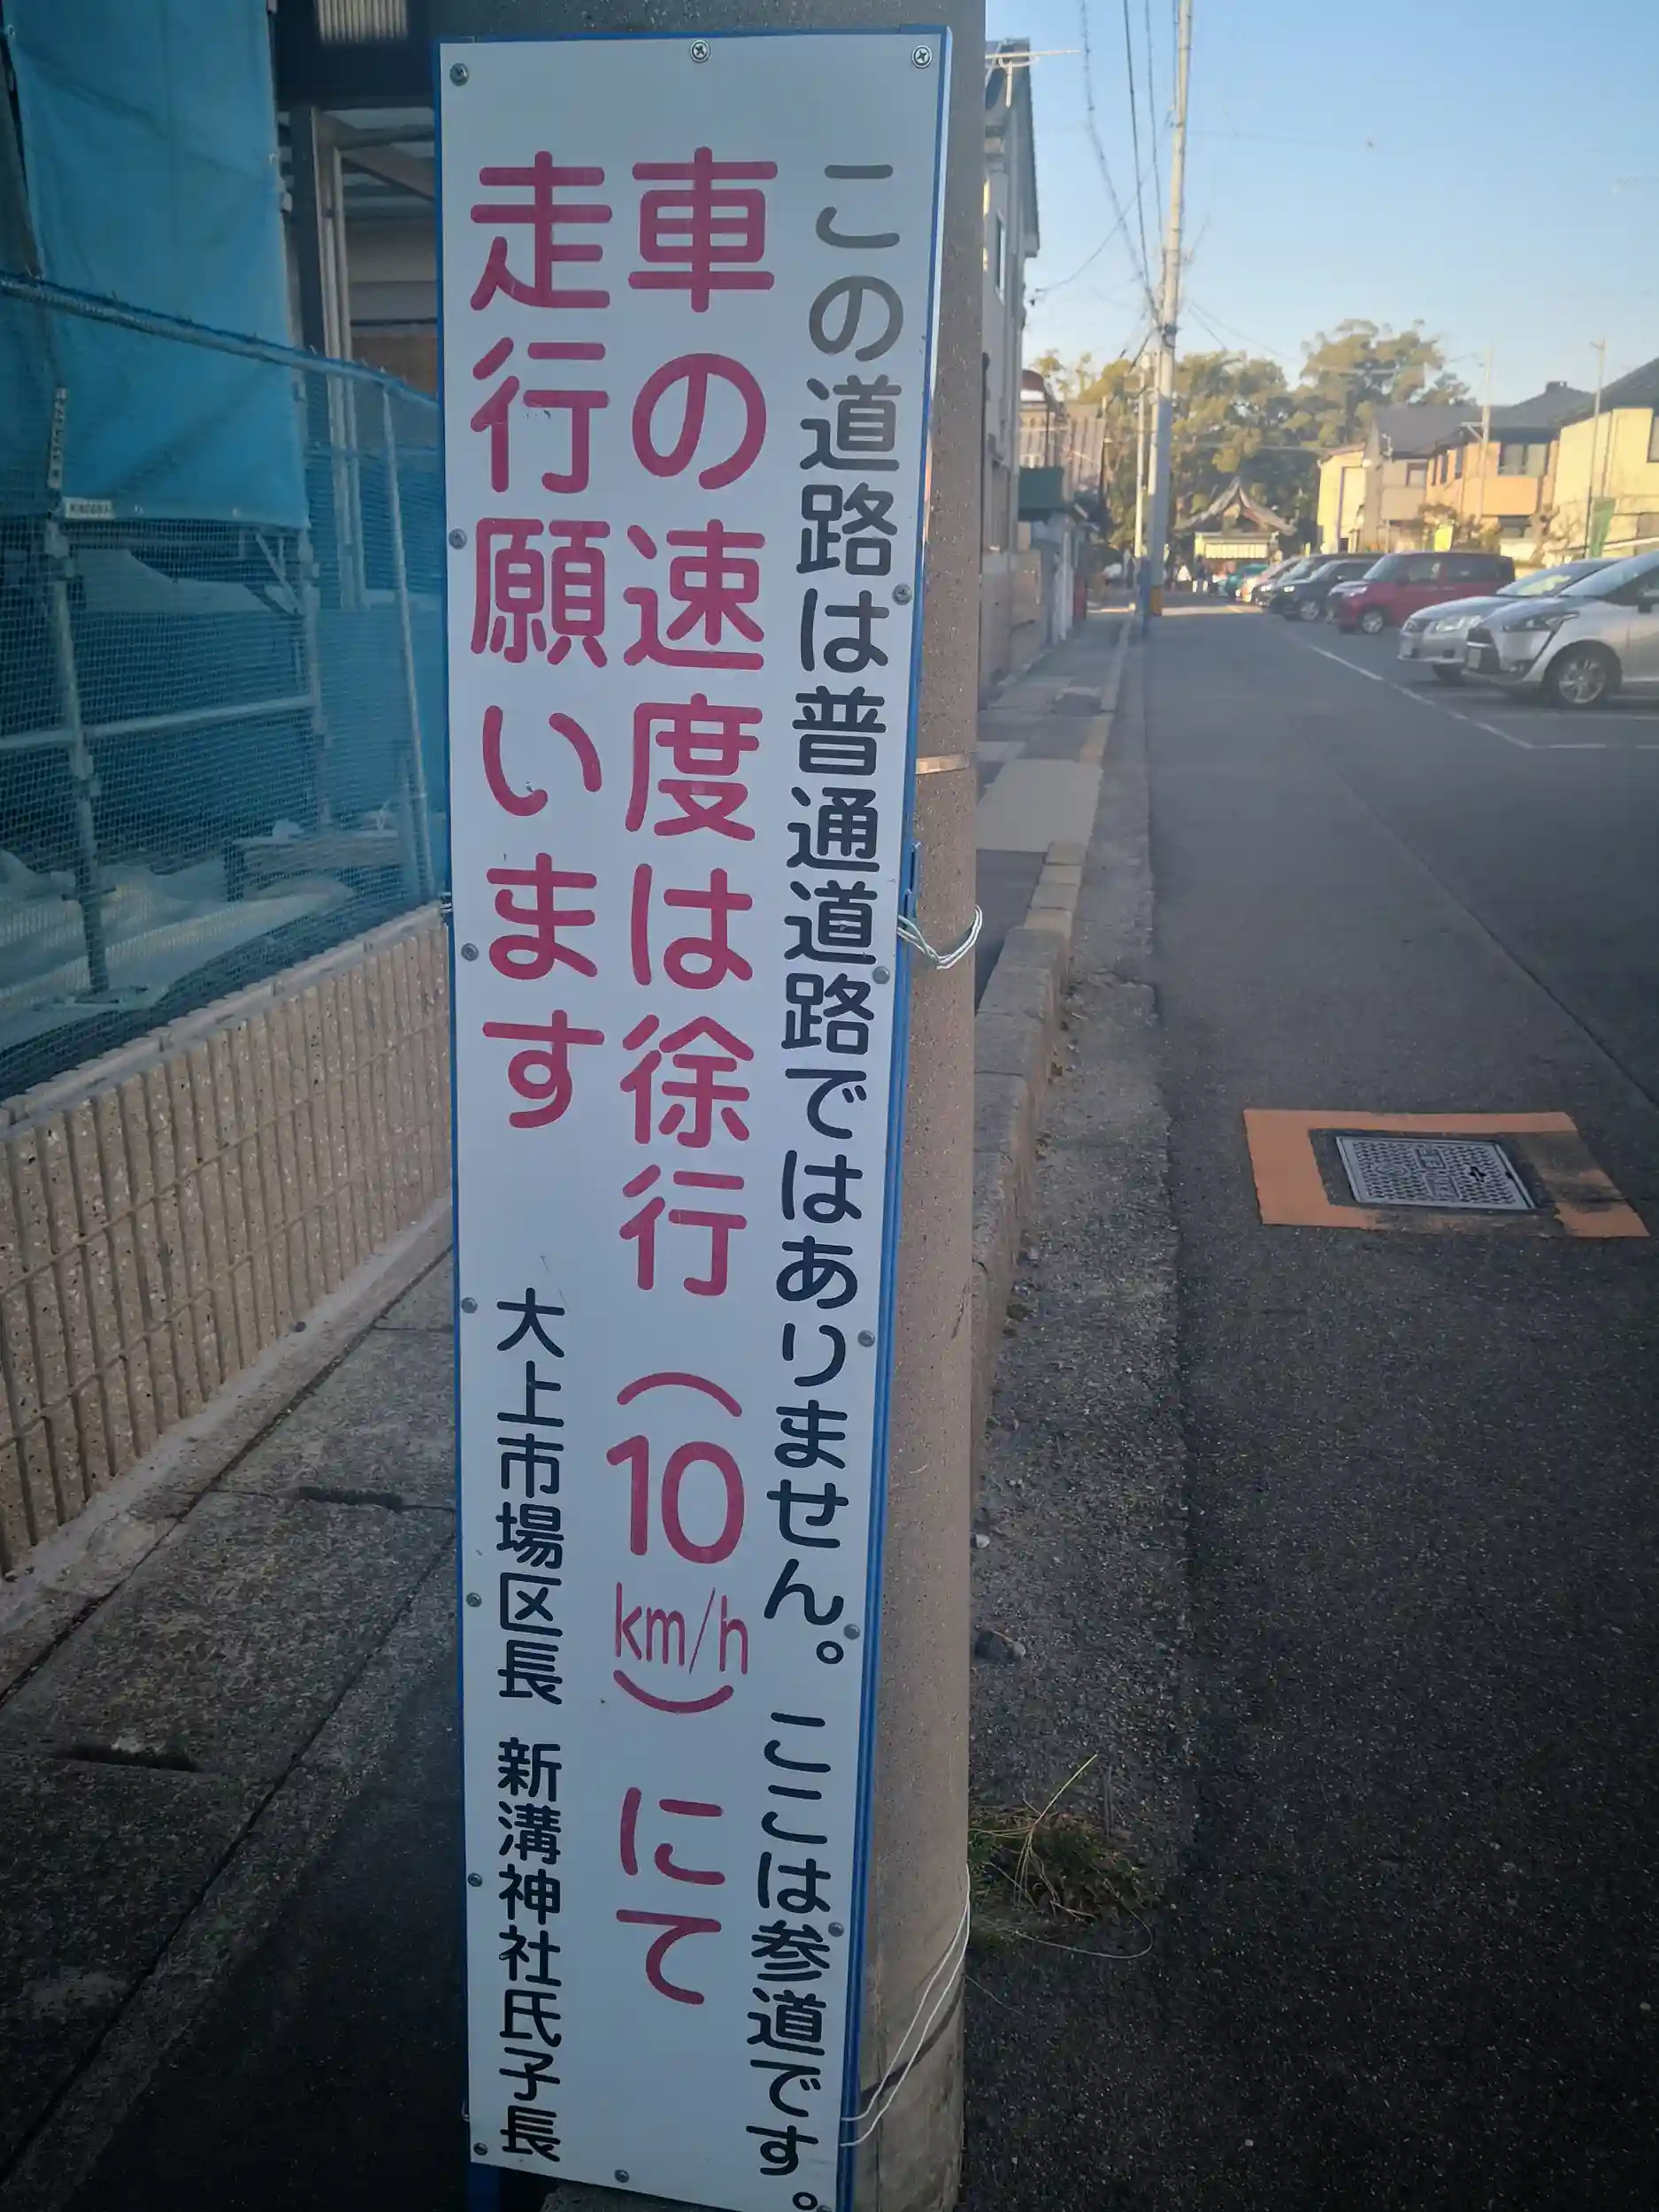 この道路は普通道路ではありません。ここは参道です。
車の速度は徐行(10km/h)にて
走行願います
大上市場区長 新溝神社氏子長